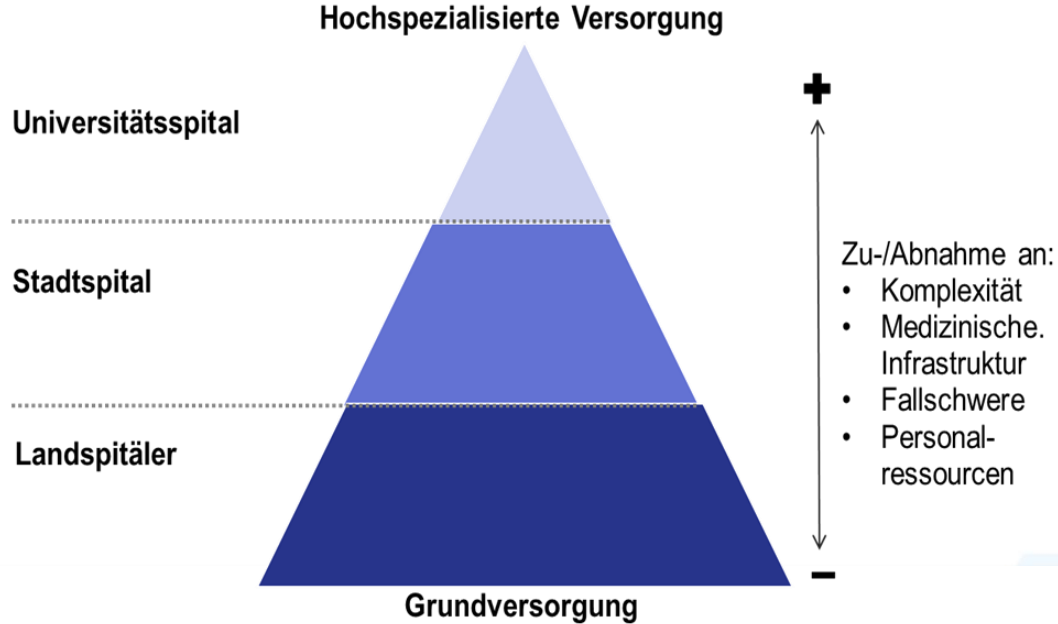 Hochspezialisierte Versorgung
Universitätsspital
Stadtspital
Landspitäler
+
Zu-/Abnahme an:
• Komplexität
• Medizinische.
Infrastruktur
• Fallschwere
• Personal-
ressourcen
–
Grundversorgung